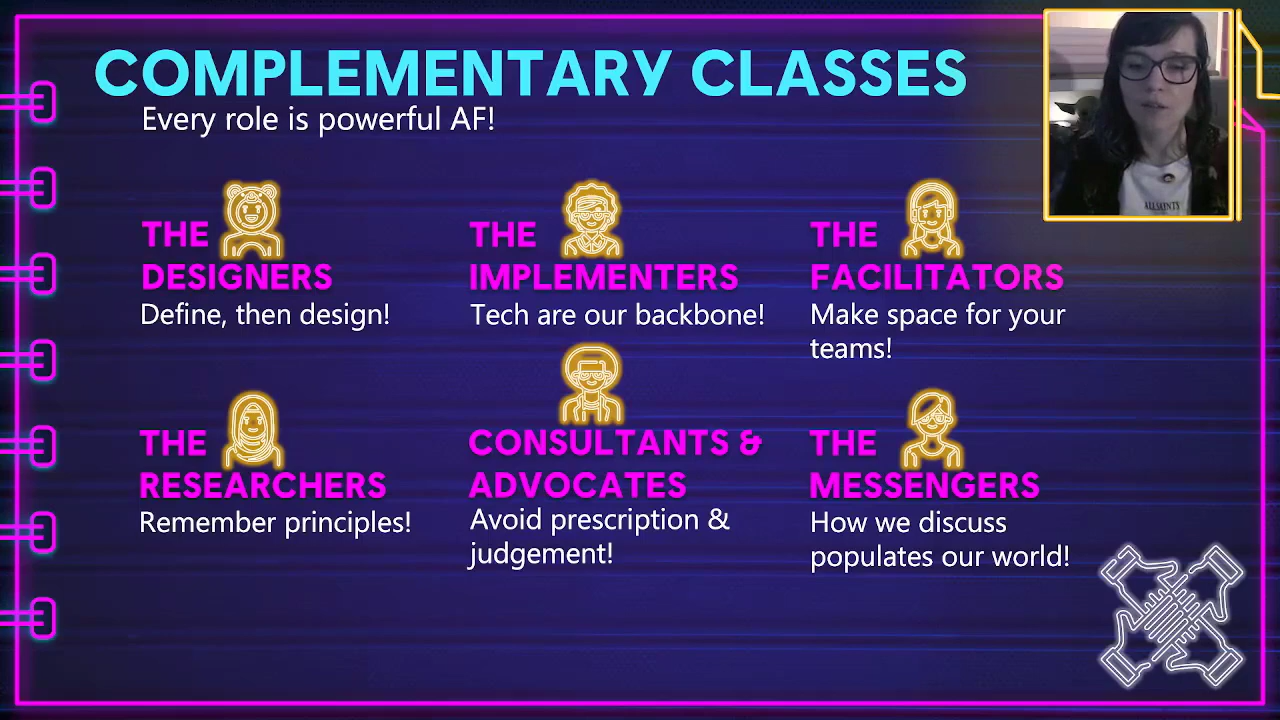 COMPLEMENTARY CLASSES
Every role is powerful AF!
THE
DESIGNERS
Define, then design!
THE
IMPLEMENTERS
Tech are our backbone!
THE
FACILITATORS
Make space for your
teams!
THE
RESEARCHERS
Remember principles!
CONSULTANTS &
ADVOCATES
Avoid prescription &
judgement!
THE
MESSENGERS
How we discuss
populates our world!
ALLSAINTS